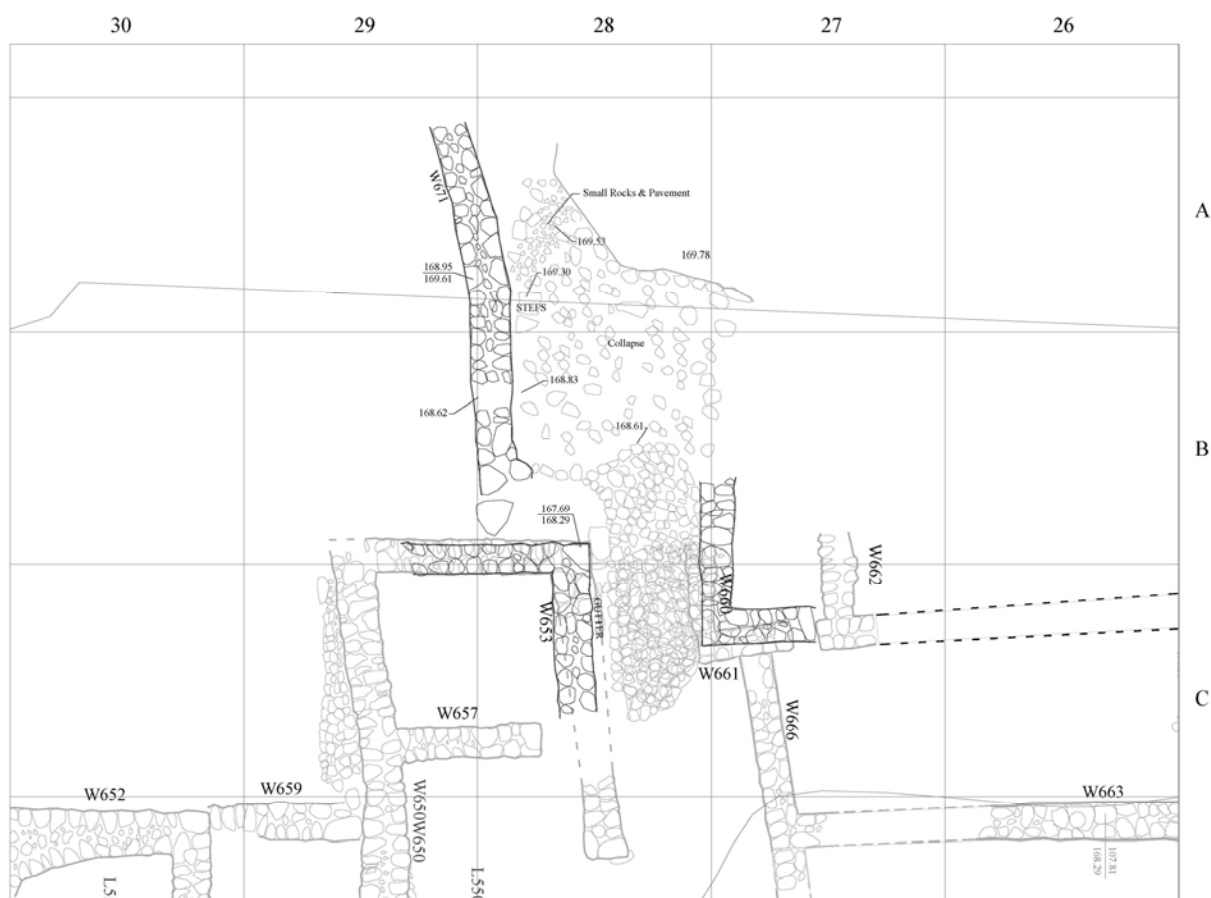 30 29 28 27 26
A
W671
Small Rocks & Pavement
169.53
169.78
168.95
169.61
169.30
STEPS
Collapse
168.83
168.62
168.61
B
167.69
168.29
W662
W660
W653
GUTTER
W661
C
W657
W666
W652
W659
W650W650
W663
107.81
168.29